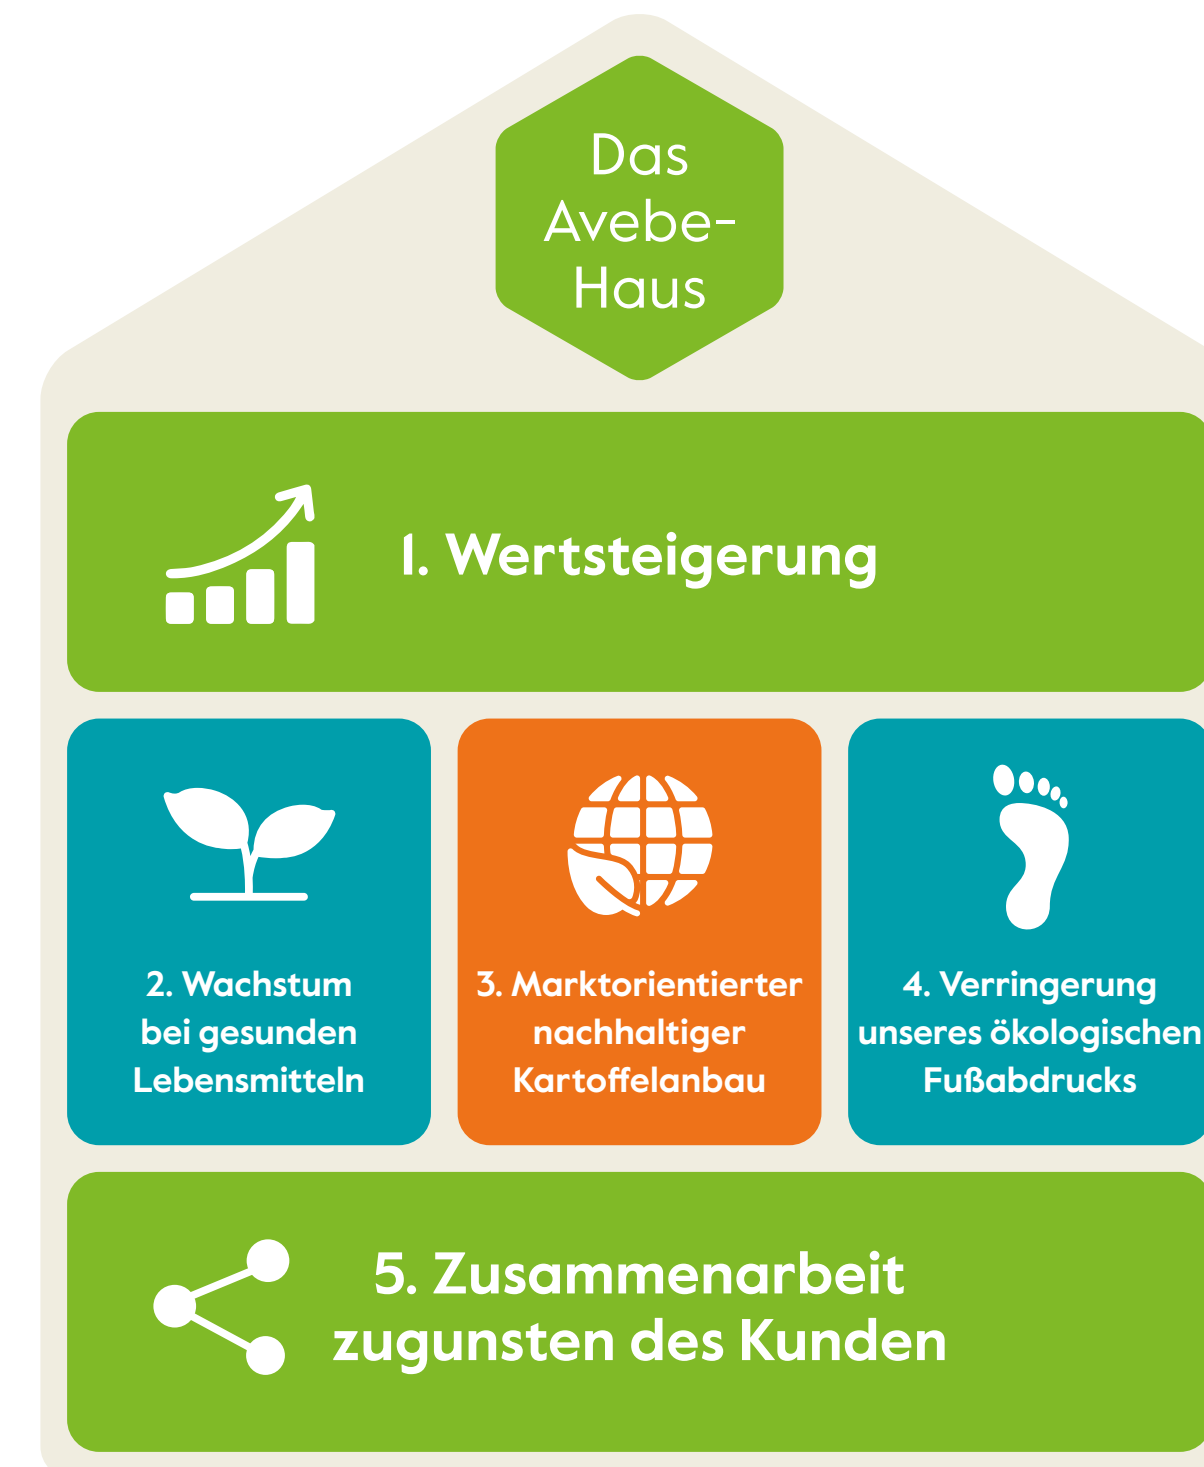 Das
Avebe-
Haus
1. Wertsteigerung
2. Wachstum
bei gesunden
Lebensmitteln
3. Marktorientierter
nachhaltiger
Kartoffelanbau
4. Verringerung
unseres ökologischen
Fußabdrucks
5. Zusammenarbeit
zugunsten des Kunden